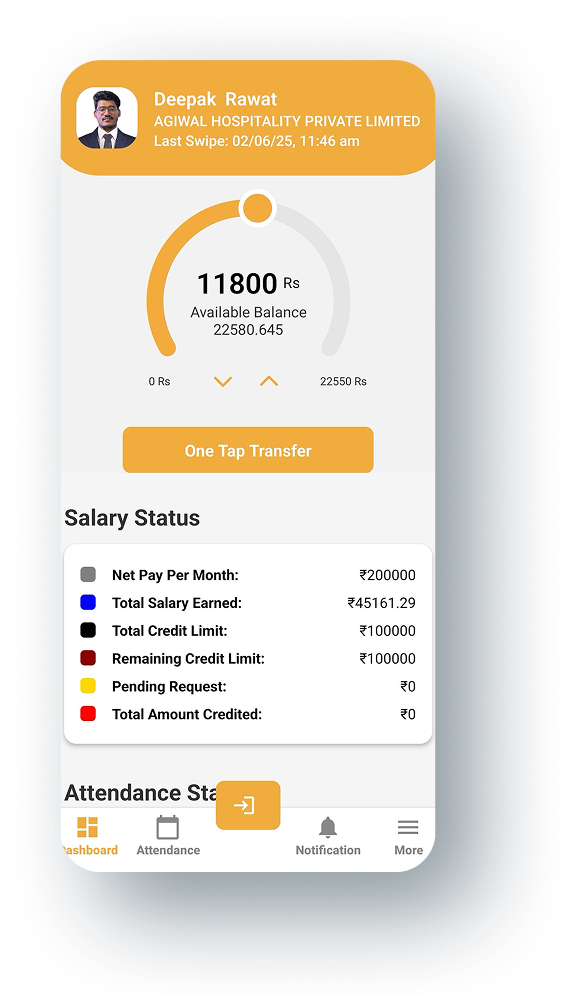 Deepak Rawat
AGIWAL HOSPITALITY PRIVATE LIMITED
Last Swipe: 02/06/25, 11:46 am
11800 Rs
Available Balance
22580.645
0 Rs 22550 Rs
One Tap Transfer
Salary Status
Net Pay Per Month: ₹200000
Total Salary Earned: ₹45161.29
Total Credit Limit: ₹100000
Remaining Credit Limit: ₹100000
Pending Request: ₹0
Total Amount Credited: ₹0
Attendance Sta
Dashboard Attendance Notification More